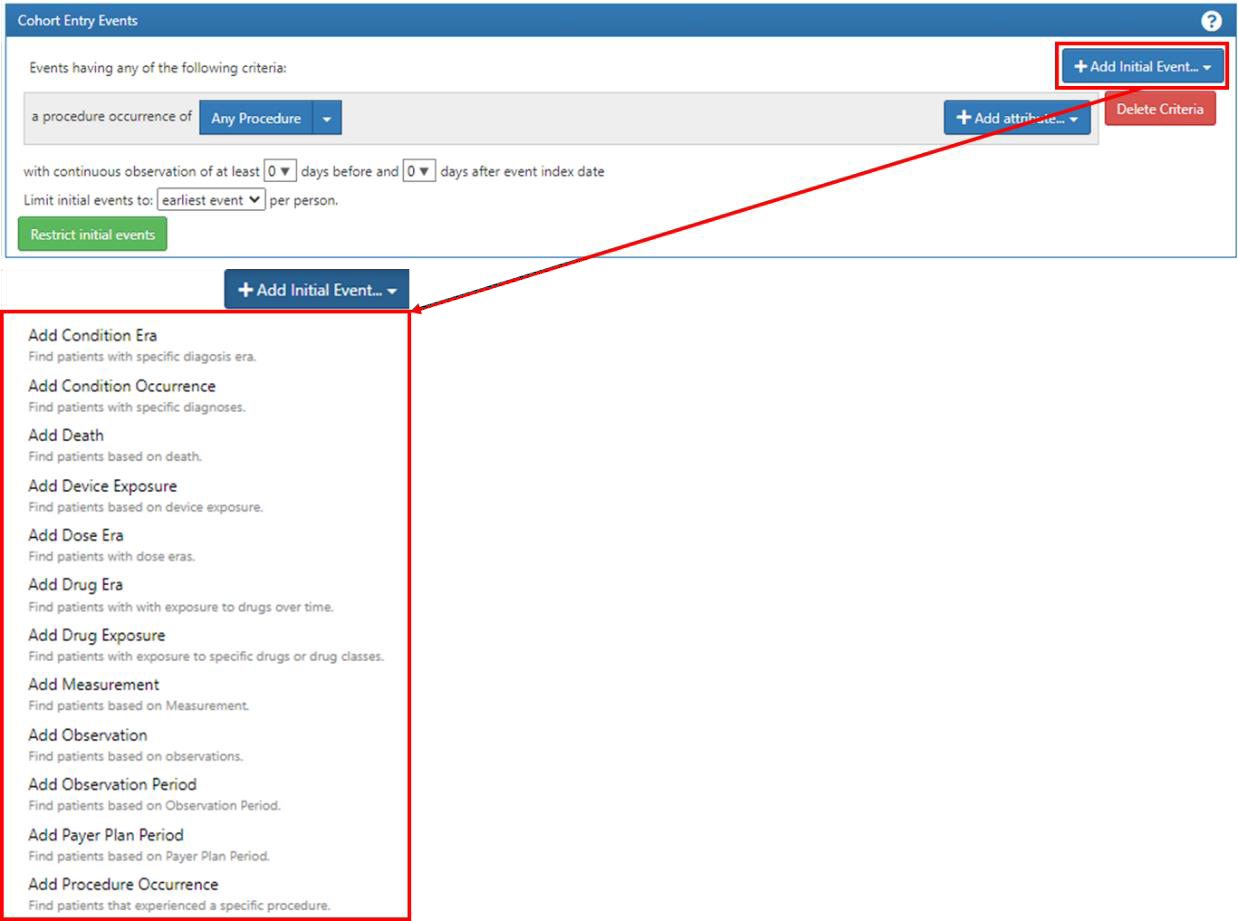 Cohort Entry Events
?
Events having any of the following criteria:
+ Add Initial Event...
a procedure occurrence of Any Procedure
+ Add attribute...
Delete Criteria
with continuous observation of at least 0 ▼ days before and 0 ▼ days after event index date
Limit initial events to: earliest event per person.
Restrict initial events
+ Add Initial Event...
Add Condition Era
Find patients with specific diagosis era.
Add Condition Occurrence
Find patients with specific diagnoses.
Add Death
Find patients based on death.
Add Device Exposure
Find patients based on device exposure.
Add Dose Era
Find patients with dose eras.
Add Drug Era
Find patients with with exposure to drugs over time.
Add Drug Exposure
Find patients with exposure to specific drugs or drug classes.
Add Measurement
Find patients based on Measurement.
Add Observation
Find patients based on observations.
Add Observation Period
Find patients based on Observation Period.
Add Payer Plan Period
Find patients based on Payer Plan Period.
Add Procedure Occurrence
Find patients that experienced a specific procedure.